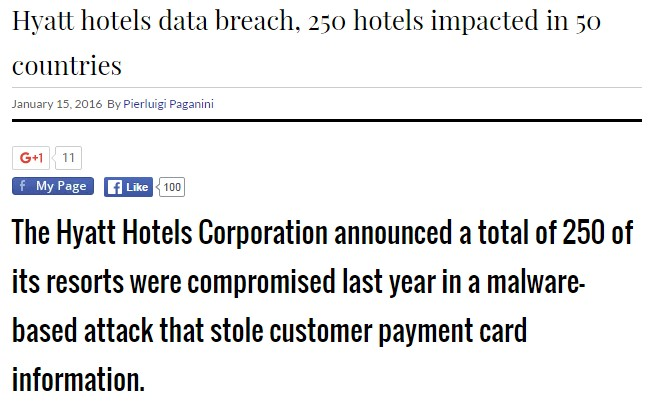 Hyatt hotels data breach, 250 hotels impacted in 50
countries
January 15, 2016 By Pierluigi Paganini
G+1 11
f My Page f Like 100
The Hyatt Hotels Corporation announced a total of 250 of
its resorts were compromised last year in a malware-
based attack that stole customer payment card
information.